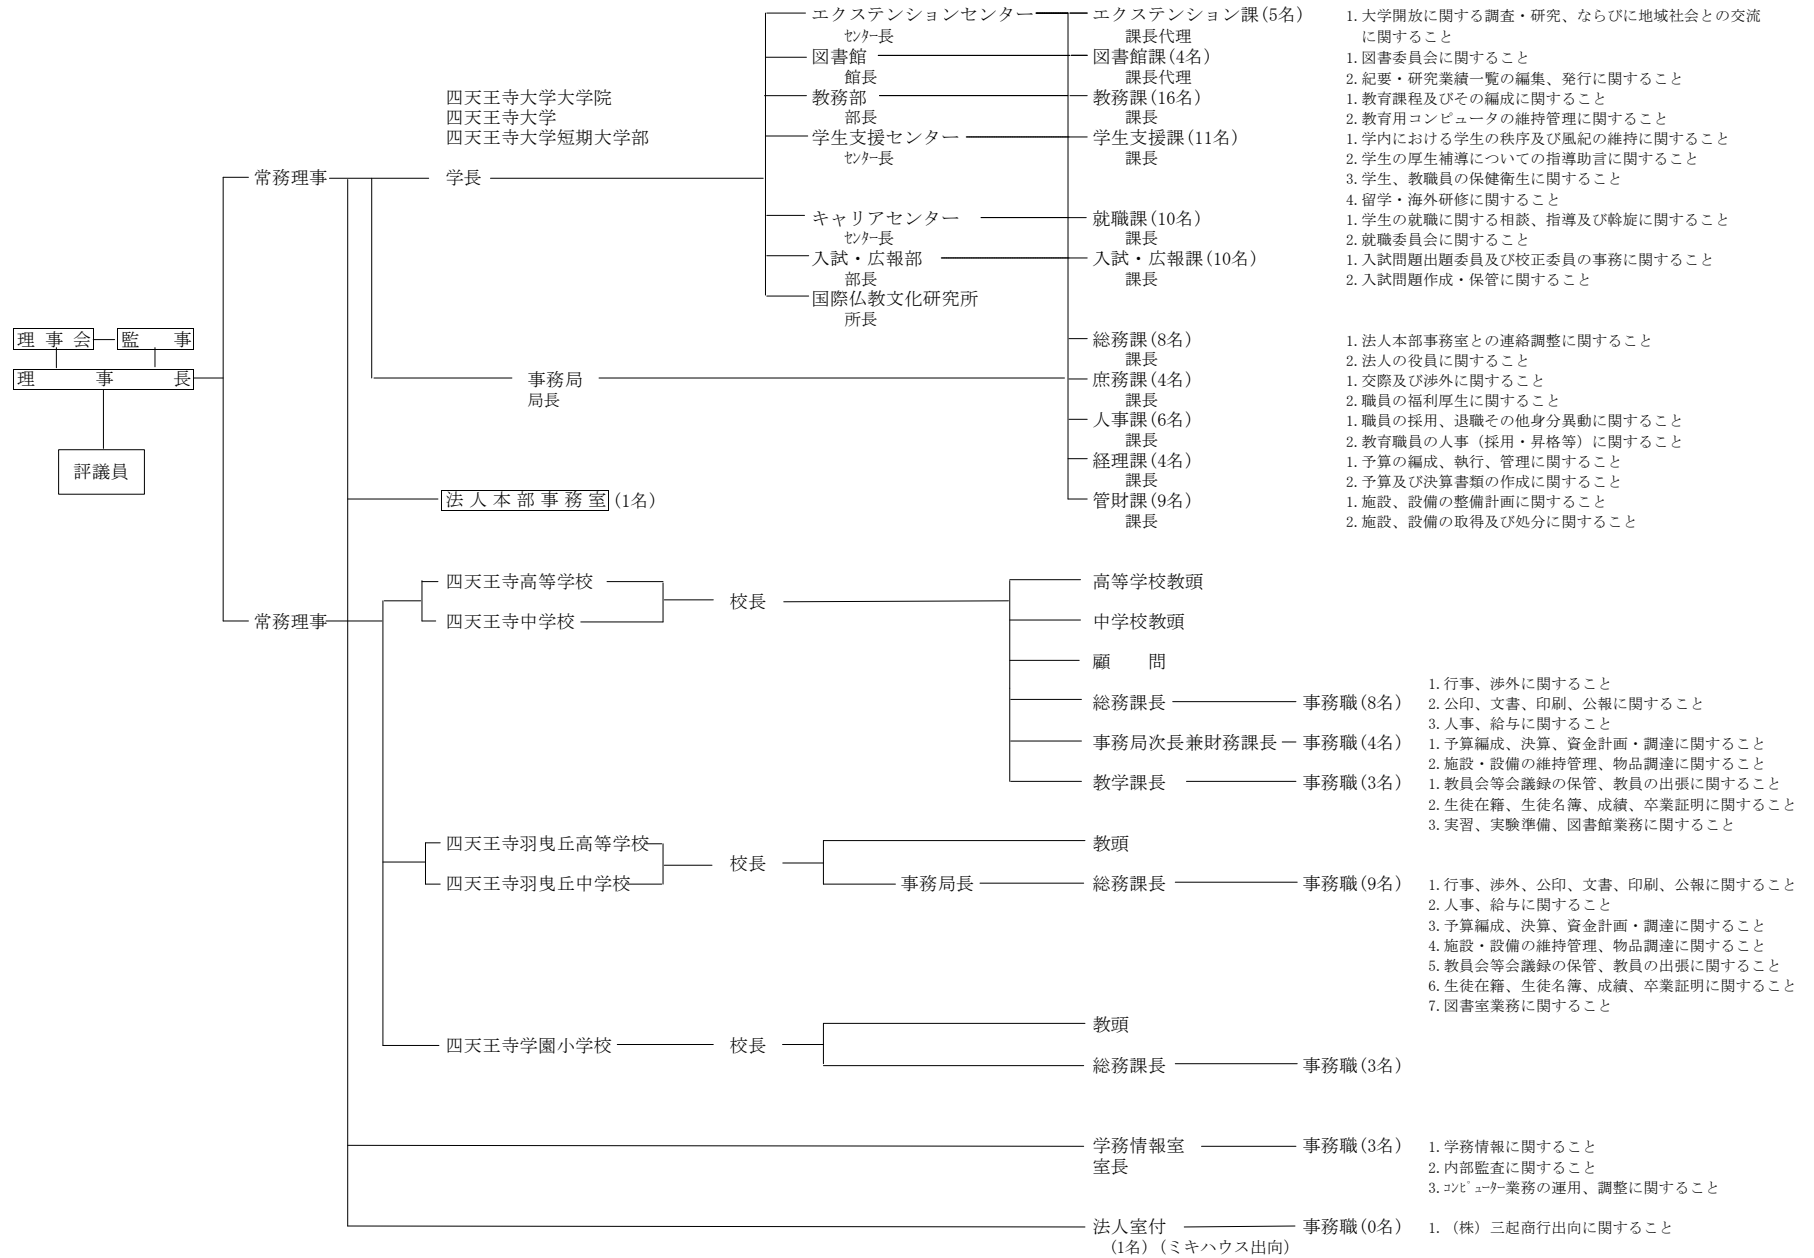 エクステンションセンター エクステンション課(5名) 1.大学開放に関する調査・研究、ならびに地域社会との交流
センター長 課長代理 に関すること
図書館 図書館課(4名) 1.図書委員会に関すること
館長 課長代理 2.紀要・研究業績一覧の編集、発行に関すること
四天王寺大学大学院 教務部 教務課(16名) 1.教育課程及びその編成に関すること
四天王寺大学 部長 課長 2.教育用コンピュータの維持管理に関すること
四天王寺大学短期大学部 学生支援センター 学生支援課(11名) 1.学内における学生の秩序及び風紀の維持に関すること
センター長 課長 2.学生の厚生補導についての指導助言に関すること
常務理事 学長 3.学生、教職員の保健衛生に関すること
4.留学・海外研修に関すること
キャリアセンター 就職課(10名) 1.学生の就職に関する相談、指導及び斡旋に関すること
センター長 課長 2.就職委員会に関すること
入試・広報部 入試・広報課(10名) 1.入試問題出題委員及び校正委員の事務に関すること
部長 課長 2.入試問題作成・保管に関すること
国際仏教文化研究所
所長
理事会 監事 総務課(8名) 1.法人本部事務室との連絡調整に関すること
課長 2.法人の役員に関すること
理事長 事務局 庶務課(4名) 1.交際及び渉外に関すること
局長 課長 2.職員の福利厚生に関すること
人事課(6名) 1.職員の採用、退職その他身分異動に関すること
課長 2.教育職員の人事（採用・昇格等）に関すること
経理課(4名) 1.予算の編成、執行、管理に関すること
評議員 課長 2.予算及び決算書類の作成に関すること
法人本部事務室 (1名) 管財課(9名) 1.施設、設備の整備計画に関すること
課長 2.施設、設備の取得及び処分に関すること
四天王寺高等学校 高等学校教頭
校長
常務理事 四天王寺中学校 中学校教頭
顧　問
1.行事、渉外に関すること
総務課長 事務職(8名) 2.公印、文書、印刷、公報に関すること
3.人事、給与に関すること
事務局次長兼財務課長 事務職(4名) 1.予算編成、決算、資金計画・調達に関すること
2.施設・設備の維持管理、物品調達に関すること
教学課長 事務職(3名) 1.教員会等会議録の保管、教員の出張に関すること
2.生徒在籍、生徒名簿、成績、卒業証明に関すること
3.実習、実験準備、図書館業務に関すること
四天王寺羽曳丘高等学校 教頭
校長
四天王寺羽曳丘中学校 事務局長 総務課長 事務職(9名) 1.行事、渉外、公印、文書、印刷、公報に関すること
2.人事、給与に関すること
3.予算編成、決算、資金計画・調達に関すること
4.施設・設備の維持管理、物品調達に関すること
5.教員会等会議録の保管、教員の出張に関すること
6.生徒在籍、生徒名簿、成績、卒業証明に関すること
7.図書室業務に関すること
教頭
四天王寺学園小学校 校長
総務課長 事務職(3名)
学務情報室 事務職(3名) 1.学務情報に関すること
室長 2.内部監査に関すること
3.コンピューター業務の運用、調整に関すること
法人室付 事務職(0名) 1.（株）三起商行出向に関すること
(1名)(ミキハウス出向)